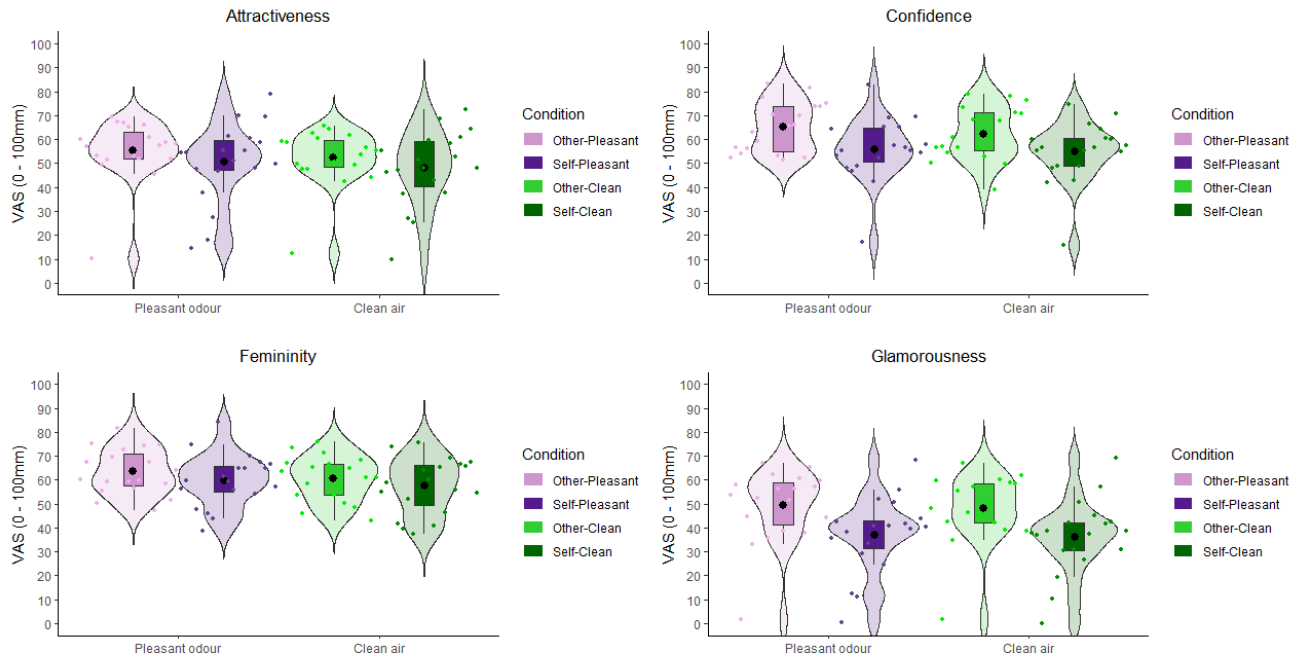 Attractiveness
VAS (0 - 100mm)
100
90
80
70
60
50
40
30
20
10
0
Pleasant odour
Clean air
Condition
Other-Pleasant
Self-Pleasant
Other-Clean
Self-Clean
Confidence
VAS (0 - 100mm)
100
90
80
70
60
50
40
30
20
10
0
Pleasant odour
Clean air
Condition
Other-Pleasant
Self-Pleasant
Other-Clean
Self-Clean
Femininity
VAS (0 - 100mm)
100
90
80
70
60
50
40
30
20
10
0
Pleasant odour
Clean air
Condition
Other-Pleasant
Self-Pleasant
Other-Clean
Self-Clean
Glamorousness
VAS (0 - 100mm)
100
90
80
70
60
50
40
30
20
10
0
Pleasant odour
Clean air
Condition
Other-Pleasant
Self-Pleasant
Other-Clean
Self-Clean